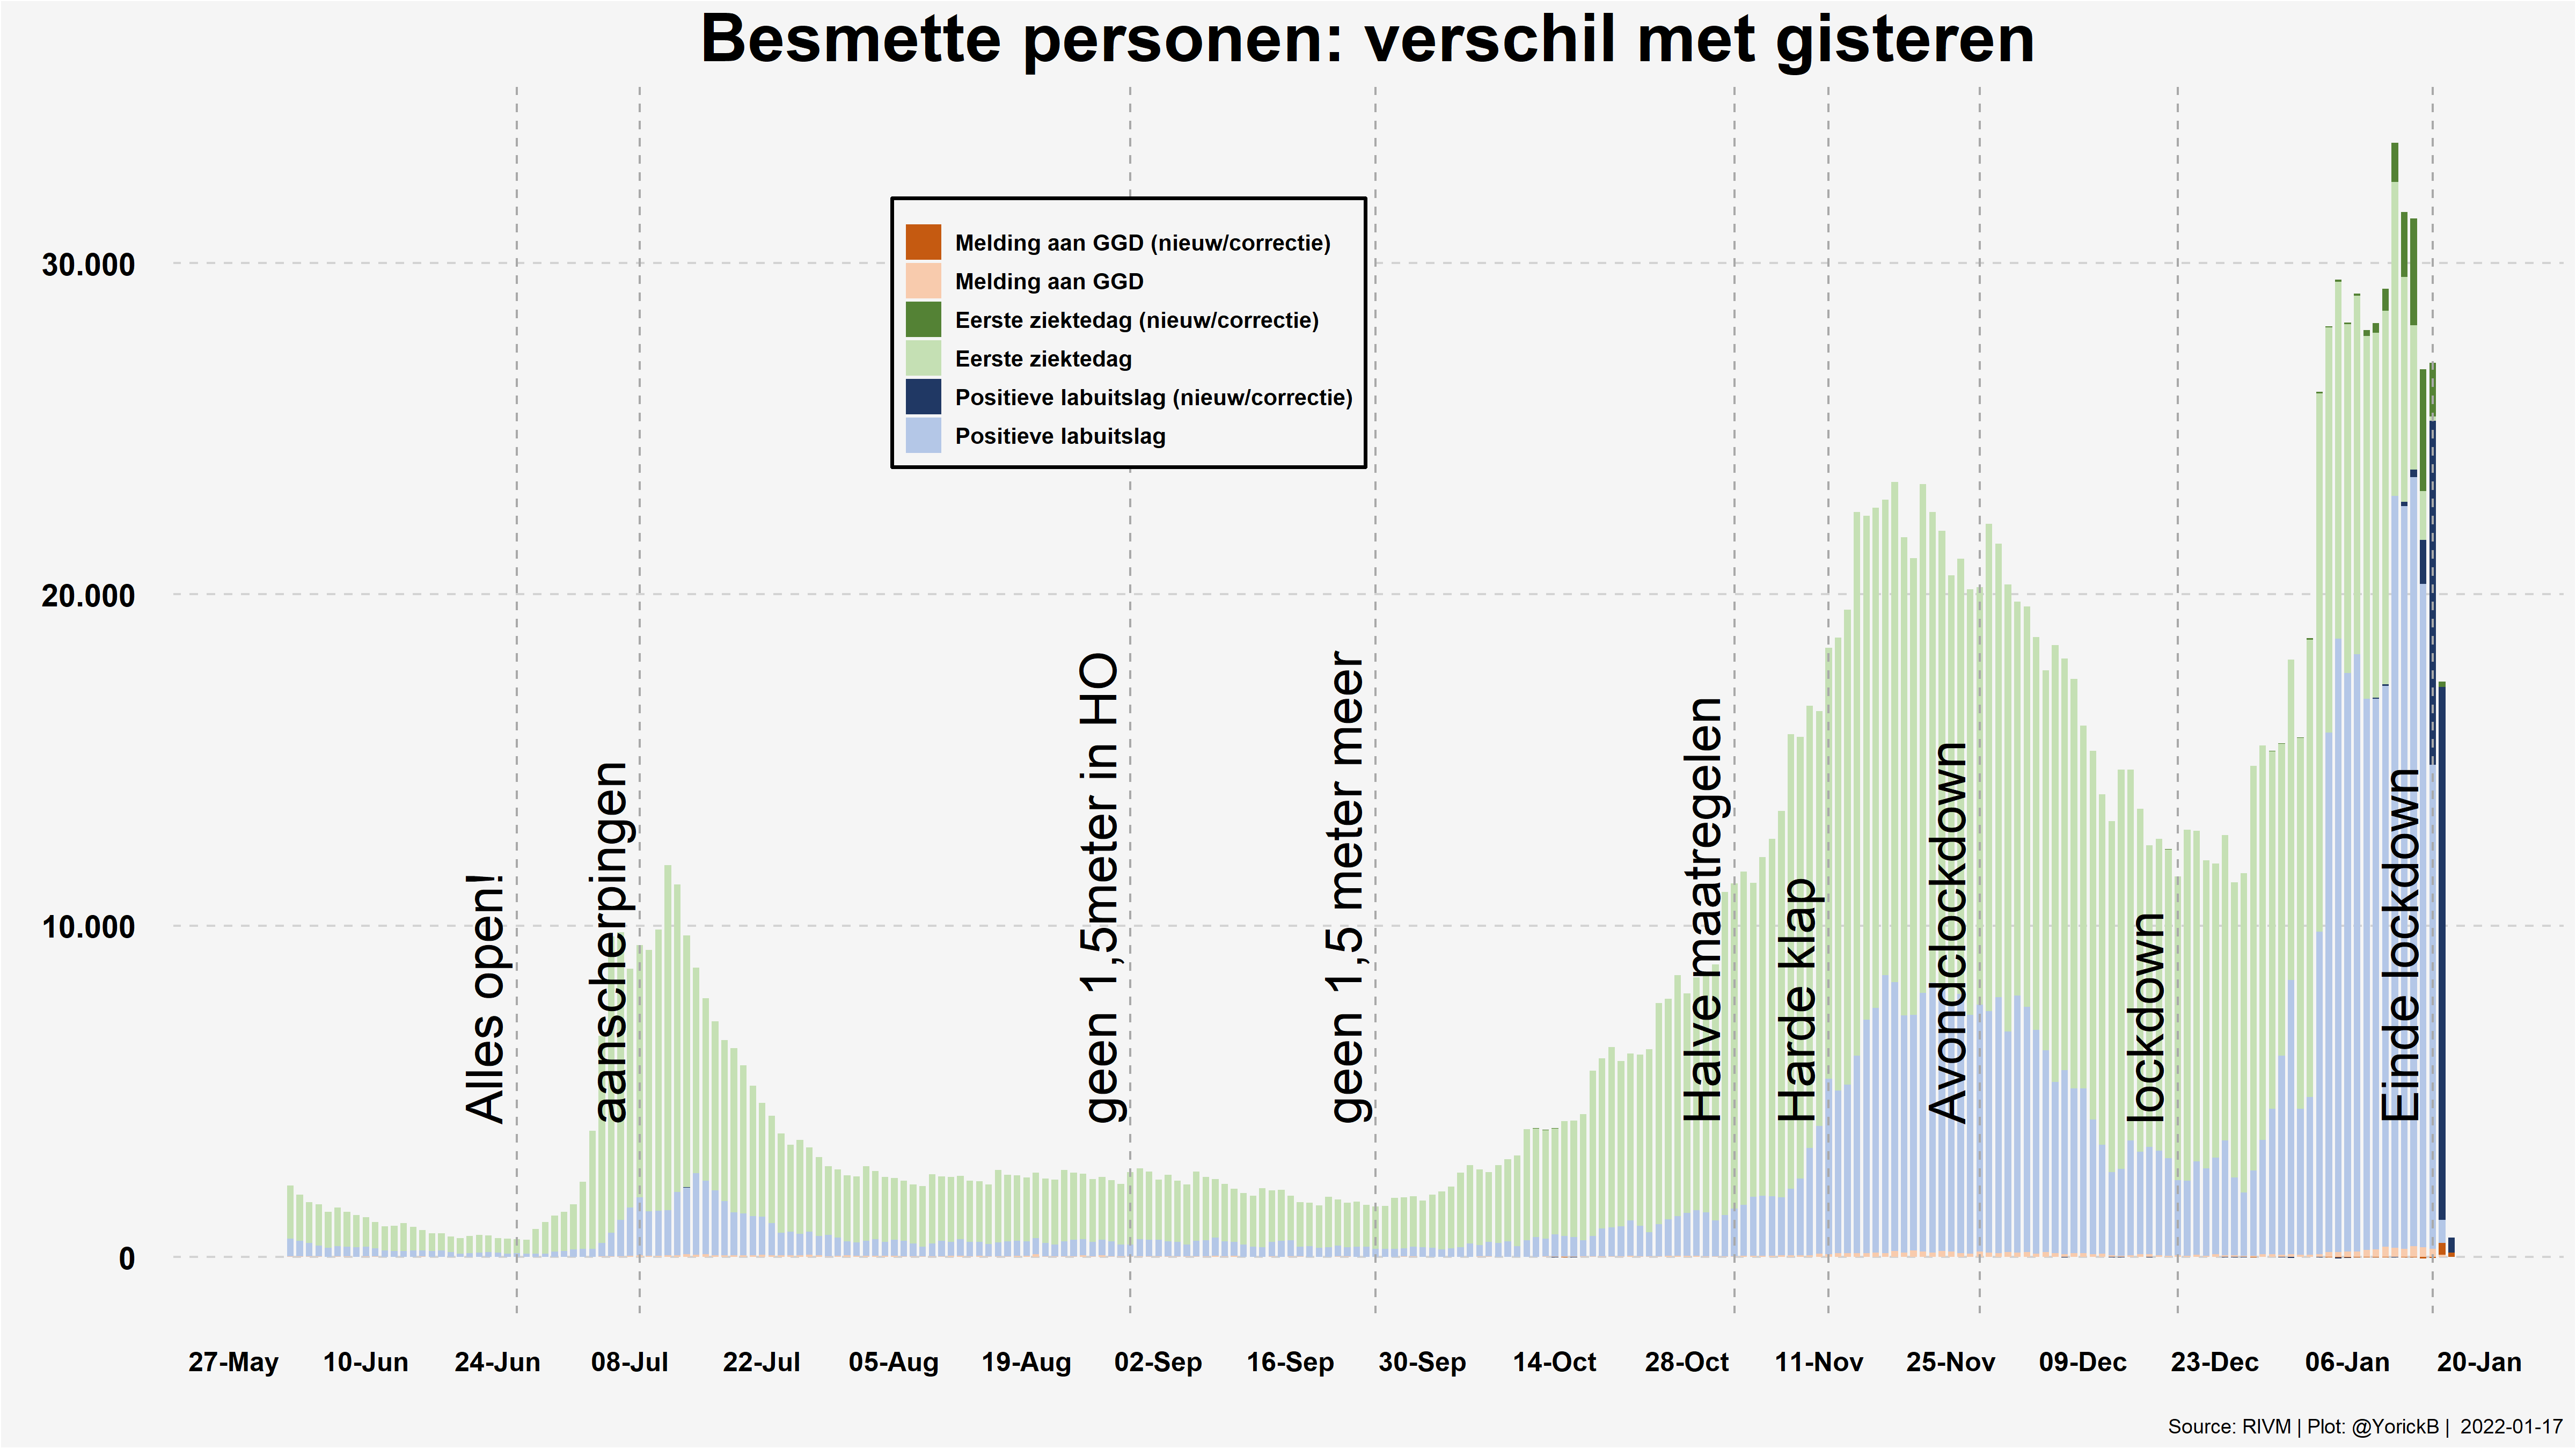 Besmette personen: verschil met gisteren
30.000
20.000
10.000
0
Melding aan GGD (nieuw/correctie)
Melding aan GGD
Eerste ziektedag (nieuw/correctie)
Eerste ziektedag
Positieve labuitslag (nieuw/correctie)
Positieve labuitslag
Alles open!
aanscherpingen
geen 1,5meter in HO
geen 1,5 meter meer
Halve maatregelen
Harde klap
Avondclockdown
lockdown
Einde lockdown
27-May 10-Jun 24-Jun 08-Jul 22-Jul 05-Aug 19-Aug 02-Sep 16-Sep 30-Sep 14-Oct 28-Oct 11-Nov 25-Nov 09-Dec 23-Dec 06-Jan 20-Jan
Source: RIVM | Plot: @YorickB | 2022-01-17